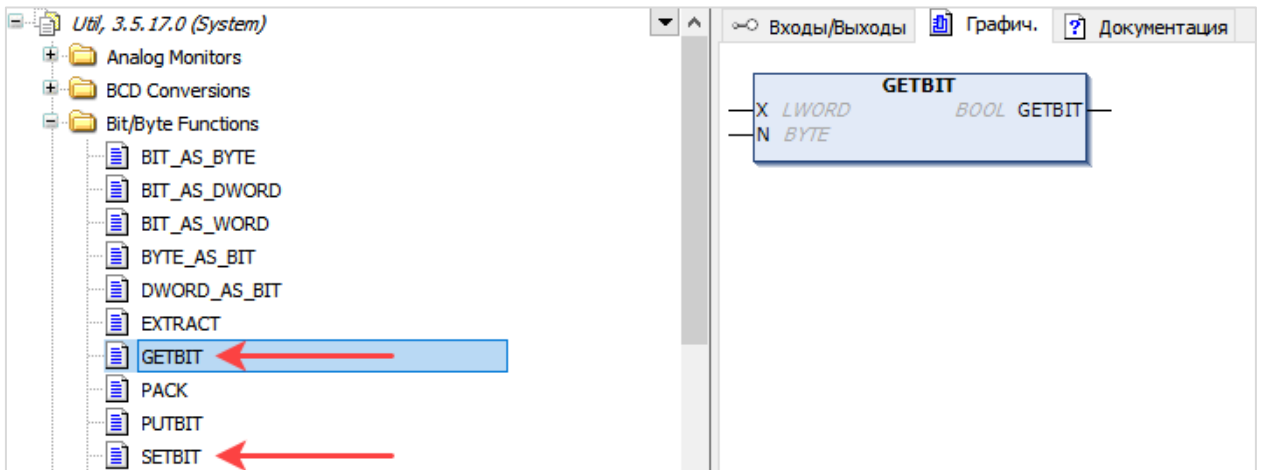 Util, 3.5.17.0 (System)
Analog Monitors
BCD Conversions
Bit/Byte Functions
BIT_AS_BYTE
BIT_AS_DWORD
BIT_AS_WORD
BYTE_AS_BIT
DWORD_AS_BIT
EXTRACT
GETBIT
PACK
PUTBIT
SETBIT
Входы/Выходы График. Документация
GETBIT
X LWORD BOOL GETBIT
N BYTE